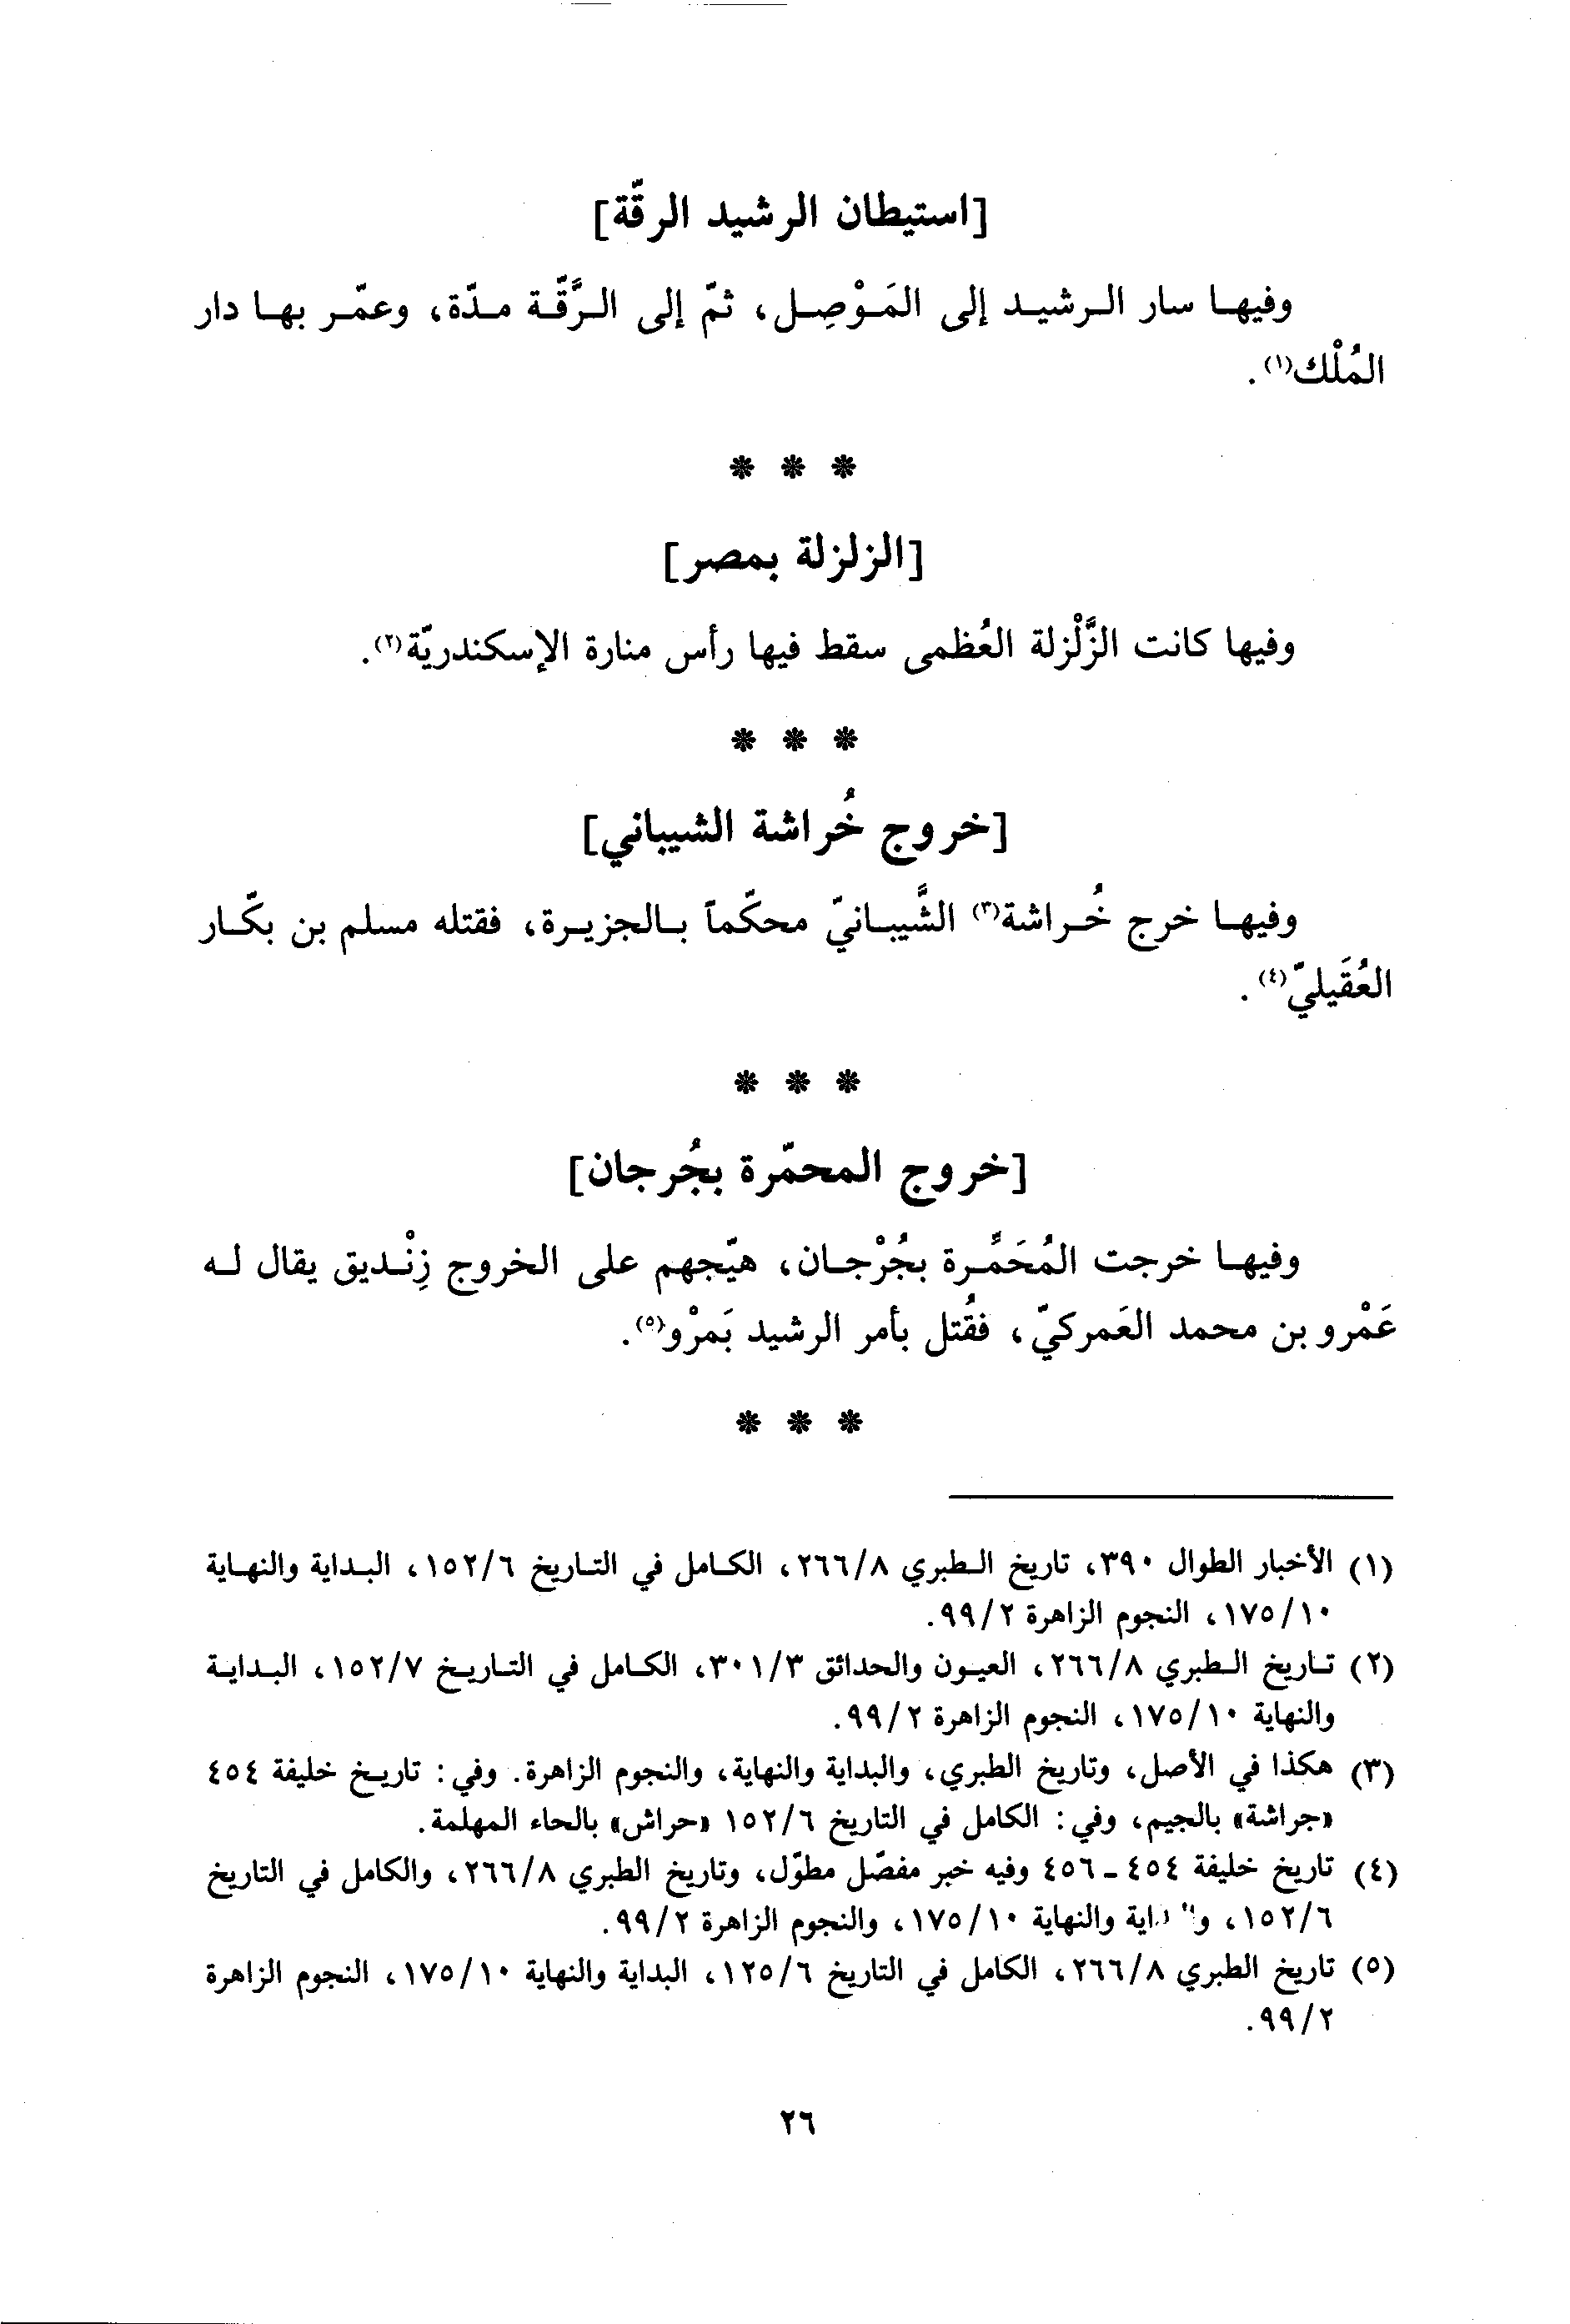 [استيطان الرشيد الرقّة]
وفيها سار الرشيد إلى المَوْصِل، ثمّ إلى الرَّقّة مدّة، وعمّر بها دار
المُلْك(١).
* * *
[الزلزلة بمصر]
وفيها كانت الزَّلْزلة العُظمى سقط فيها رأس منارة الإسكندريّة(٢).
* * *
[خروج خُراشة الشيباني]
وفيها خرج خُراشة(٣) الشَّيبانيّ محكّماً بالجزيرة، فقتله مسلم بن بكّار
العُقَيليّ(٤).
* * *
[خروج المحمّرة بجُرجان]
وفيها خرجت المُحَمِّرة بجُرْجان، هيّجهم على الخروج زِنْديق يقال له
عَمْرو بن محمد العَمركيّ، فقُتل بأمر الرشيد بَمرْو(٥).
* * *
(١) الأخبار الطوال ٣٩٠، تاريخ الطبري ٢٦٦/٨، الكامل في التاريخ ١٥٢/٦، البداية والنهاية
١٧٥/١٠، النجوم الزاهرة ٩٩/٢.
(٢) تاريخ الطبري ٢٦٦/٨، العيون والحدائق ٣٠١/٣، الكامل في التاريخ ١٥٢/٧، البداية
والنهاية ١٧٥/١٠، النجوم الزاهرة ٩٩/٢.
(٣) هكذا في الأصل، وتاريخ الطبري، والبداية والنهاية، والنجوم الزاهرة. وفي: تاريخ خليفة ٤٥٤
«جراشة» بالجيم، وفي: الكامل في التاريخ ١٥٢/٦ «حراش» بالحاء المهملة.
(٤) تاريخ خليفة ٤٥٤ - ٤٥٦ وفيه خبر مفصّل مطوّل، وتاريخ الطبري ٢٦٦/٨، والكامل في التاريخ
١٥٢/٦، والنهاية ١٧٥/١٠، والنجوم الزاهرة ٩٩/٢.
(٥) تاريخ الطبري ٢٦٦/٨، الكامل في التاريخ ١٢٥/٦، البداية والنهاية ١٧٥/١٠، النجوم الزاهرة
٩٩/٢.
٢٦